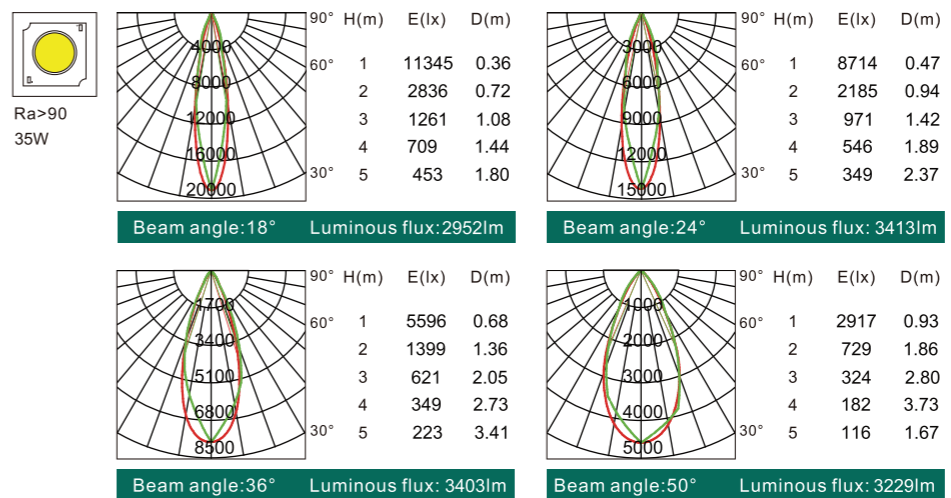 Ra>90
35W
4000
8000
12000
16000
20000
90°
60°
30°
H(m) E(lx) D(m)
1 11345 0.36
2 2836 0.72
3 1261 1.08
4 709 1.44
5 453 1.80
Beam angle:18° Luminous flux:2952lm
3000
6000
9000
12000
15000
90°
60°
30°
H(m) E(lx) D(m)
1 8714 0.47
2 2185 0.94
3 971 1.42
4 546 1.89
5 349 2.37
Beam angle:24° Luminous flux: 3413lm
1700
3400
5100
6800
8500
90°
60°
30°
H(m) E(lx) D(m)
1 5596 0.68
2 1399 1.36
3 621 2.05
4 349 2.73
5 223 3.41
Beam angle:36° Luminous flux: 3403lm
1000
2000
3000
4000
5000
90°
60°
30°
H(m) E(lx) D(m)
1 2917 0.93
2 729 1.86
3 324 2.80
4 182 3.73
5 116 1.67
Beam angle:50° Luminous flux: 3229lm